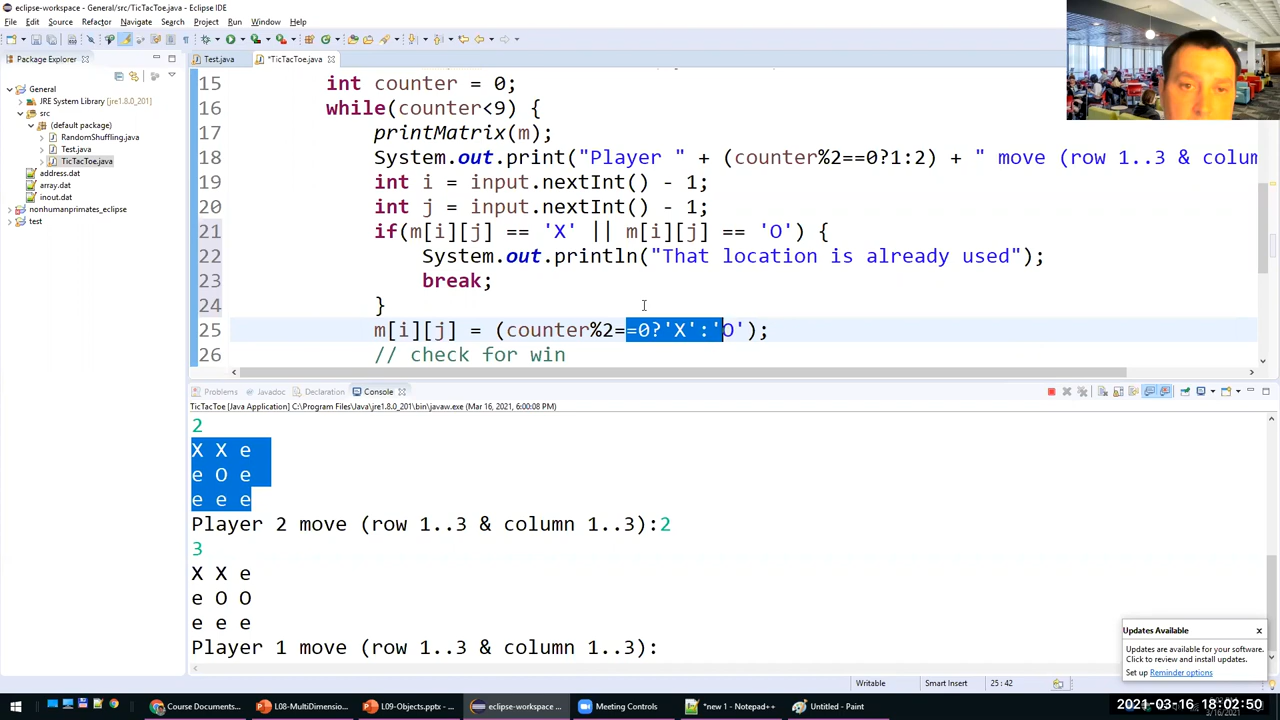 eclipse-workspace - General/src/TicTacToe.java - Eclipse IDE
File Edit Source Refactor Navigate Search Project Run Window Help
Package Explorer
Test.java
*TicTacToe.java
General
JRE System Library [jre1.8.0_201]
src
(default package)
RandomShuffling.java
Test.java
TicTacToe.java
address.dat
array.dat
inout.dat
nonhumanprimates_eclipse
test
15 int counter = 0;
16 while(counter<9) {
17 printMatrix(m);
18 System.out.print("Player " + (counter%2==0?1:2) + " move (row 1..3 & colum
19 int i = input.nextInt() - 1;
20 int j = input.nextInt() - 1;
21 if(m[i][j] == 'X' || m[i][j] == 'O') {
22 System.out.println("That location is already used");
23 break;
24 }
25 m[i][j] = (counter%2==0?'X':'O');
26 // check for win
Problems Javadoc Declaration Console
TicTacToe [Java Application] C:\Program Files\Java\jre1.8.0_201\bin\javaw.exe (Mar 16, 2021, 6:00:08 PM)
2
X X e
e O e
e e e
Player 2 move (row 1..3 & column 1..3):2
3
X X e
e O O
e e e
Player 1 move (row 1..3 & column 1..3):
Updates Available
Updates are available for your software.
Click to review and install updates.
Set up Reminder options
Writable Smart Insert 25 : 42
Course Documents... L08-MultiDimensio... L09-Objects.pptx -... eclipse-workspace ... Meeting Controls *new 1 - Notepad++ Untitled - Paint
2021-03-16 18:02:50